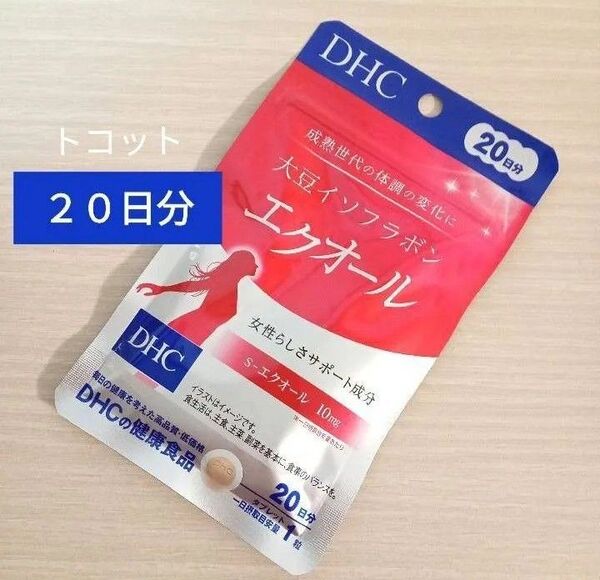 DHC
20日分
トコット
２０日分
成熟世代の体調の変化に
大豆イソフラボン
エクオール
女性らしさサポート成分
S-エクオール 10mg
DHC
イラストはイメージです。
食生活は、主食、主菜、副菜を基本に、食事のバランスを。
毎日の健康を考えた高品質・低価格
DHCの健康食品
20日分
タブレット
一日摂取目安量1粒